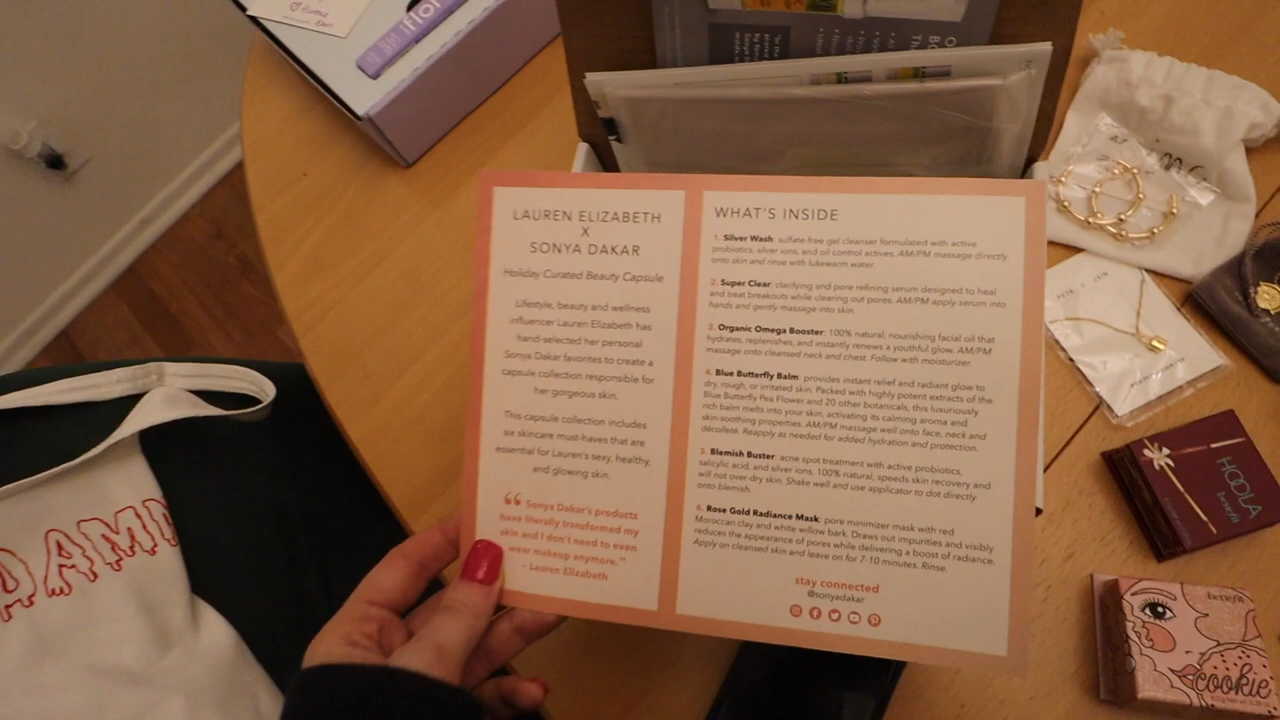 LAUREN ELIZABETH
X
SONYA DAKAR
Holiday Curated Beauty Capsule
Lifestyle, beauty and wellness
influencer Lauren Elizabeth has
hand-selected her personal
Sonya Dakar favorites to create a
capsule collection responsible for
her gorgeous skin.
This capsule collection includes
six skincare must-haves that are
essential for Lauren's sexy, healthy,
and glowing skin.
“ Sonya Dakar's products
have literally transformed my
skin and I don't need to even
wear makeup anymore.”
– Lauren Elizabeth
WHAT'S INSIDE
1. Silver Wash: sulfate-free gel cleanser formulated with active
probiotics, silver ions, and oil control actives. AM/PM massage directly
onto skin and rinse with lukewarm water.
2. Super Clear: clarifying and pore refining serum designed to heal
and treat breakouts while clearing out pores. AM/PM apply serum into
hands and gently massage into skin.
3. Organic Omega Booster: 100% natural, nourishing facial oil that
hydrates, replenishes, and instantly renews a youthful glow. AM/PM
massage onto cleansed neck and chest. Follow with moisturizer.
4. Blue Butterfly Balm: provides instant relief and radiant glow to
dry, rough, or irritated skin. Packed with highly potent extracts of the
Blue Butterfly Pea Flower and 20 other botanicals, this luxuriously
rich balm melts into your skin, activating its calming aroma and
skin-soothing properties. AM/PM massage well onto face, neck and
décolleté. Reapply as needed for added hydration and protection.
5. Blemish Buster: acne spot treatment with active probiotics,
salicylic acid, and silver ions. 100% natural, speeds skin recovery and
will not over dry skin. Shake well and use applicator to dot directly
onto blemish.
6. Rose Gold Radiance Mask: pore minimizer mask with red
Moroccan clay and white willow bark. Draws out impurities and visibly
reduces the appearance of pores while delivering a boost of radiance.
Apply on cleansed skin and leave on for 7-10 minutes. Rinse.
stay connected
@sonyadakar
DAMN
HOOLA
benefit
benefit
cookie